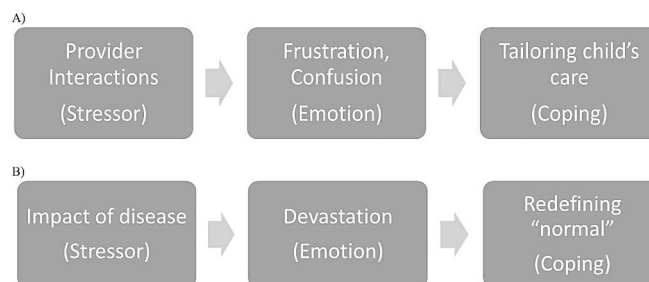 A)
Provider
Interactions
(Stressor)
Frustration,
Confusion
(Emotion)
Tailoring child's
care
(Coping)
B)
Impact of disease
(Stressor)
Devastation
(Emotion)
Redefining
“normal”
(Coping)